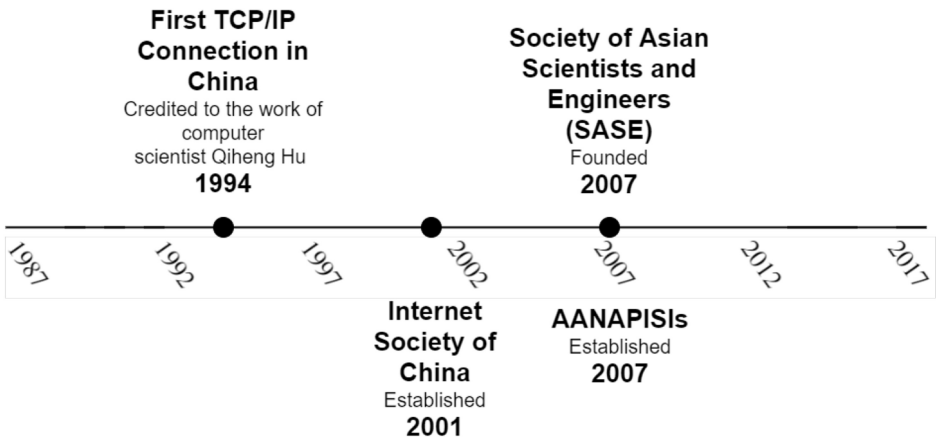 First TCP/IP
Connection in
China
Credited to the work of
computer
scientist Qiheng Hu
1994
Society of Asian
Scientists and
Engineers
(SASE)
Founded
2007
1987
1992
1997
2002
2007
2012
2017
Internet
Society of
China
Established
2001
AANAPISIs
Established
2007